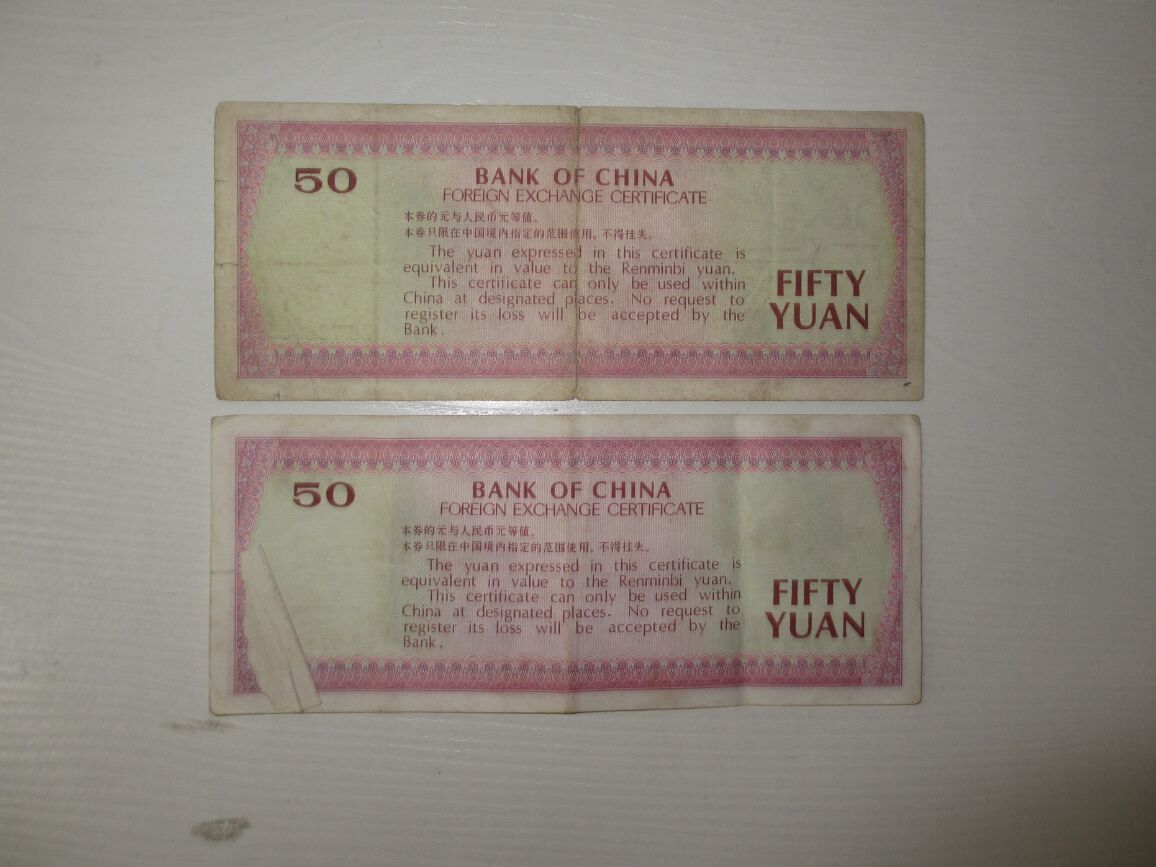 50
BANK OF CHINA
FOREIGN EXCHANGE CERTIFICATE
本券的元与人民币元等值。
本券只限在中国境内指定的范围使用。不得挂失。
The yuan expressed in this certificate is
equivalent in value to the Renminbi yuan.
This certificate can only be used within
China at designated places. No request to
register its loss will be accepted by the
Bank.
FIFTY
YUAN
50
BANK OF CHINA
FOREIGN EXCHANGE CERTIFICATE
本券的元与人民币元等值。
本券只限在中国境内指定的范围使用。不得挂失。
The yuan expressed in this certificate is
equivalent in value to the Renminbi yuan.
This certificate can only be used within
China at designated places. No request to
register its loss will be accepted by the
Bank.
FIFTY
YUAN